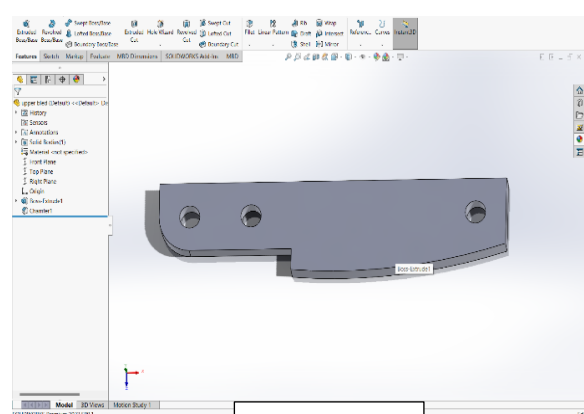 Swept Boss/Base Swept Cut Rib Wrap
Extruded Revolved Lofted Boss/Base Extruded Hole Wizard Revolved Lofted Cut Fillet Linear Pattern Draft Intersect Reference... Curves Instant3D
Boss/Base Boss/Base Boundary Boss/Base Cut Cut Boundary Cut Shell Mirror
Features Sketch Markup Evaluate MBD Dimensions SOLIDWORKS Add-Ins MBD
upper bled (Default) <<Default>
History
Sensors
Annotations
Solid Bodies(1)
Material <not specified>
Front Plane
Top Plane
Right Plane
Origin
Boss-Extrude1
Chamfer1
Boss-Extrude1
Model 3D Views Motion Study 1